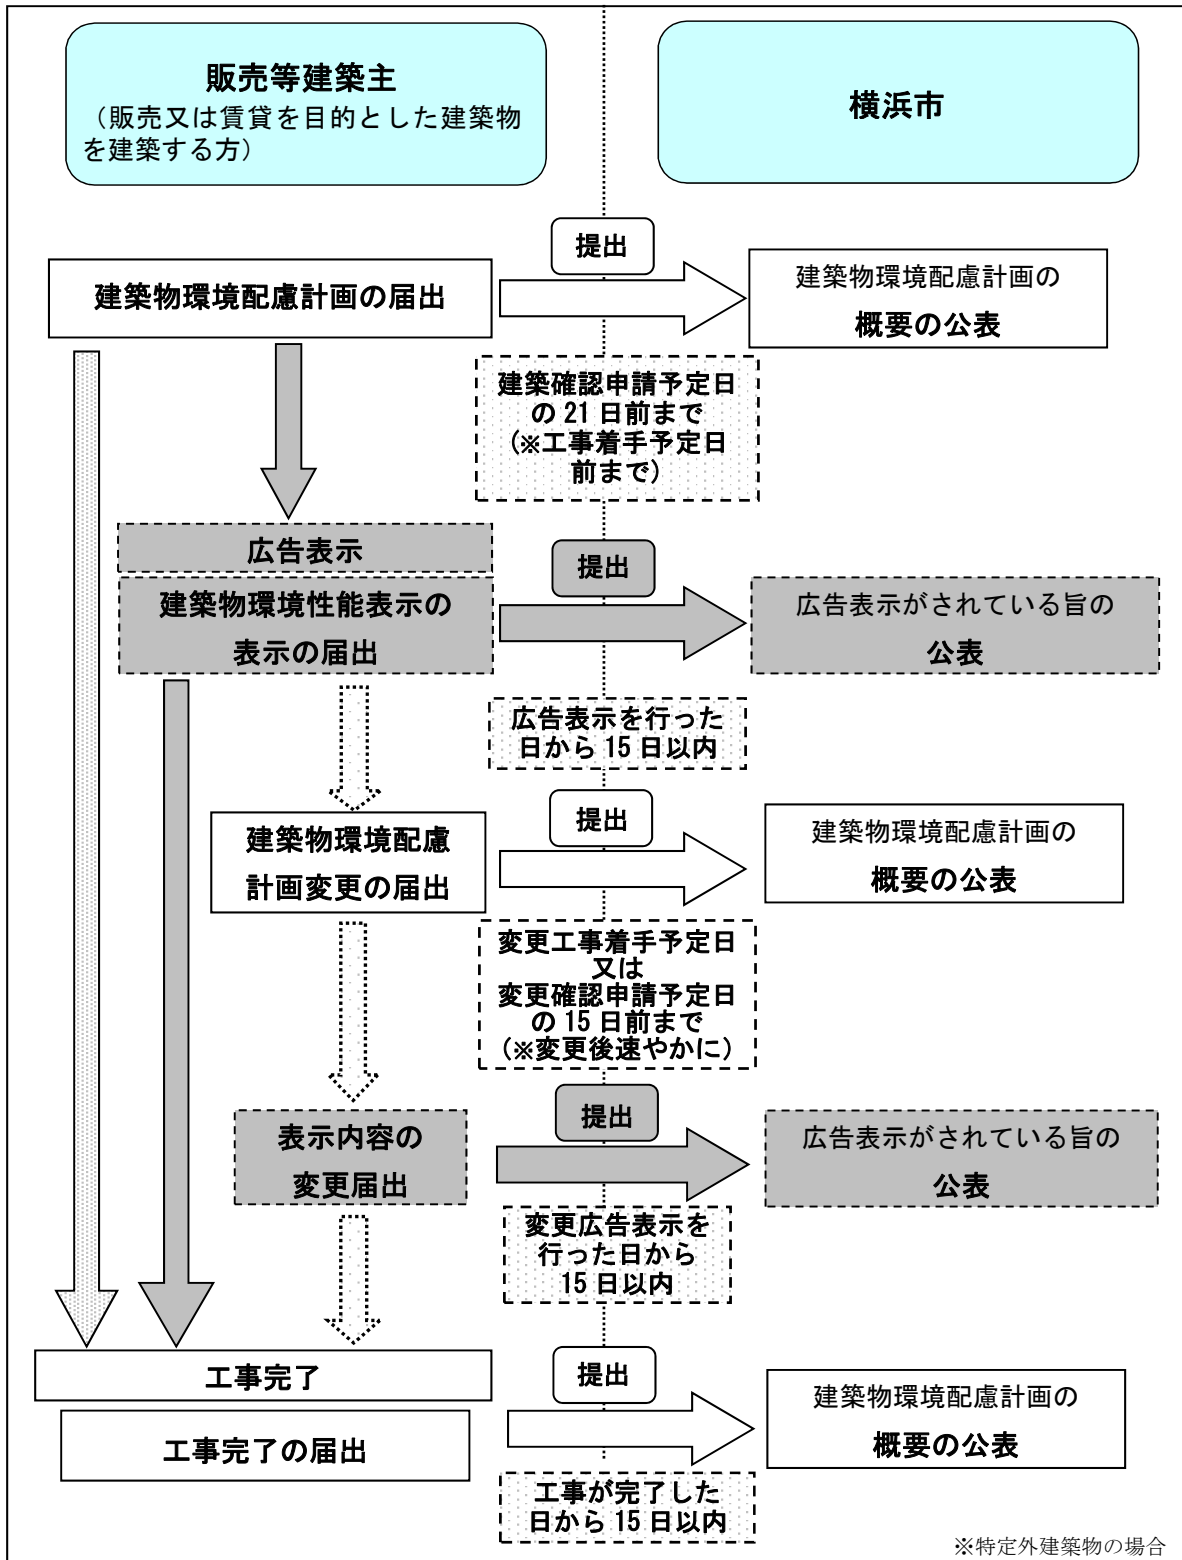 販売等建築主
（販売又は賃貸を目的とした建築物
を建築する方）
横浜市
提出
建築物環境配慮計画の届出
建築物環境配慮計画の
概要の公表
建築確認申請予定日
の 21 日前まで
(※工事着手予定日
前まで)
広告表示
提出
建築物環境性能表示の
表示の届出
広告表示がされている旨の
公表
広告表示を行った
日から 15 日以内
提出
建築物環境配慮
計画変更の届出
建築物環境配慮計画の
概要の公表
変更工事着手予定日
又は
変更確認申請予定日
の 15 日前まで
(※変更後速やかに)
提出
表示内容の
変更届出
広告表示がされている旨の
公表
変更広告表示を
行った日から
15 日以内
提出
工事完了
工事完了の届出
建築物環境配慮計画の
概要の公表
工事が完了した
日から 15 日以内
※特定外建築物の場合